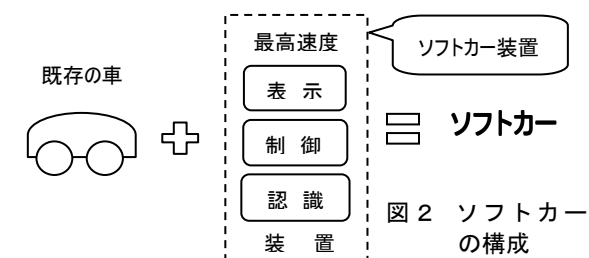 最高速度
ソフトカー装置
既存の車
表 示
制 御
認 識
装 置
ソフトカー
図２ ソフトカー
の構成